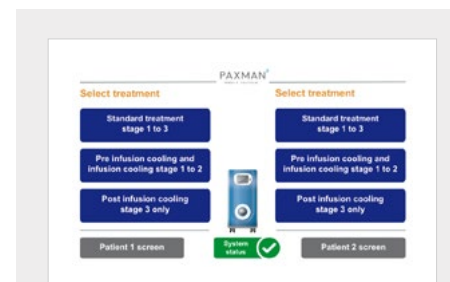 PAXMAN
Select treatment
Standard treatment
stage 1 to 3
Pre infusion cooling and
infusion cooling stage 1 to 2
Post infusion cooling
stage 3 only
Patient 1 screen
Select treatment
Standard treatment
stage 1 to 3
Pre infusion cooling and
infusion cooling stage 1 to 2
Post infusion cooling
stage 3 only
Patient 2 screen
System
status